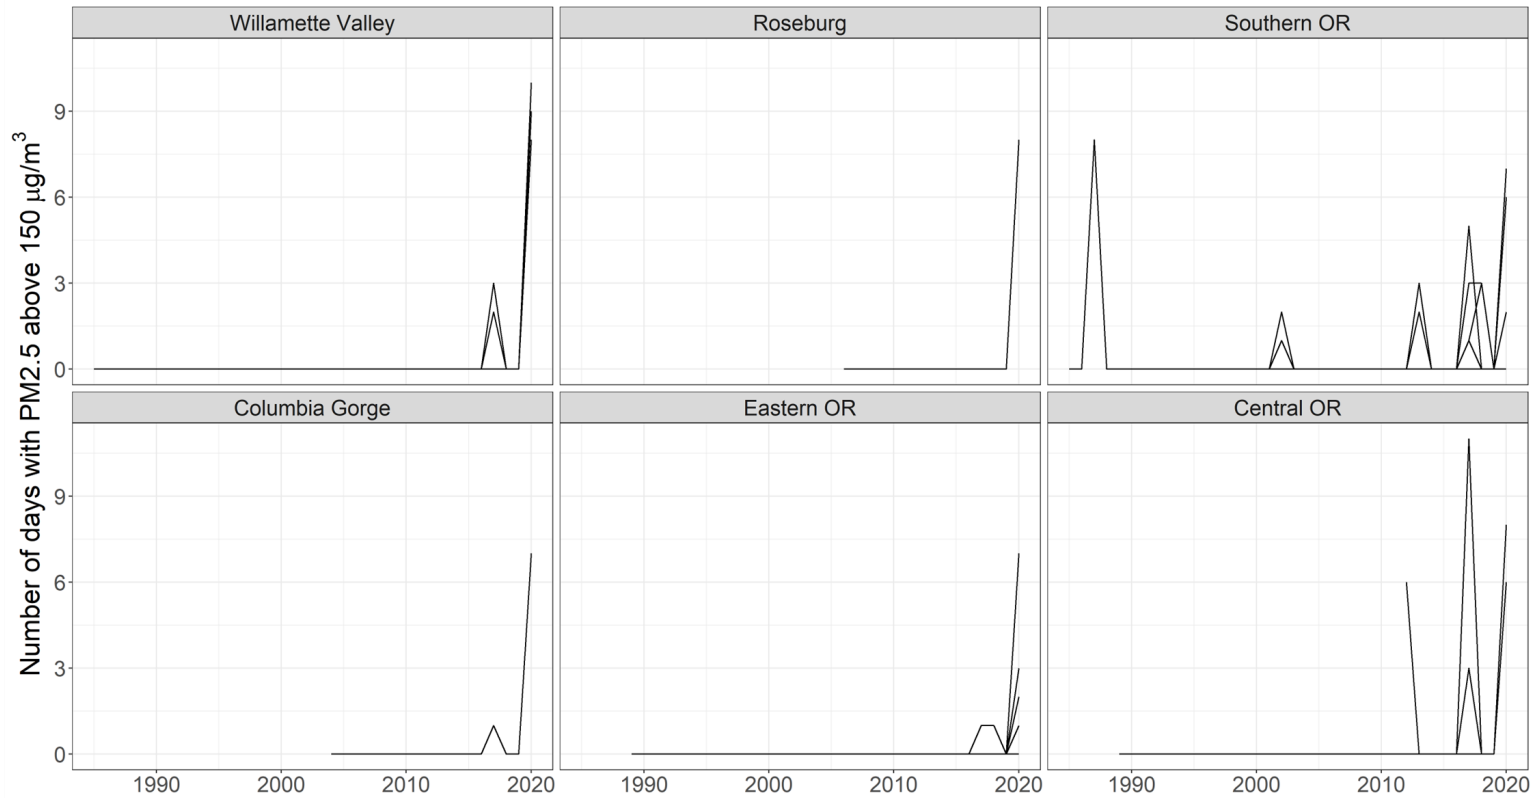 Willamette Valley
Roseburg
Southern OR
9
6
3
0
Number of days with PM2.5 above 150 μg/m³
Columbia Gorge
Eastern OR
Central OR
9
6
3
0
1990 2000 2010 2020
1990 2000 2010 2020
1990 2000 2010 2020